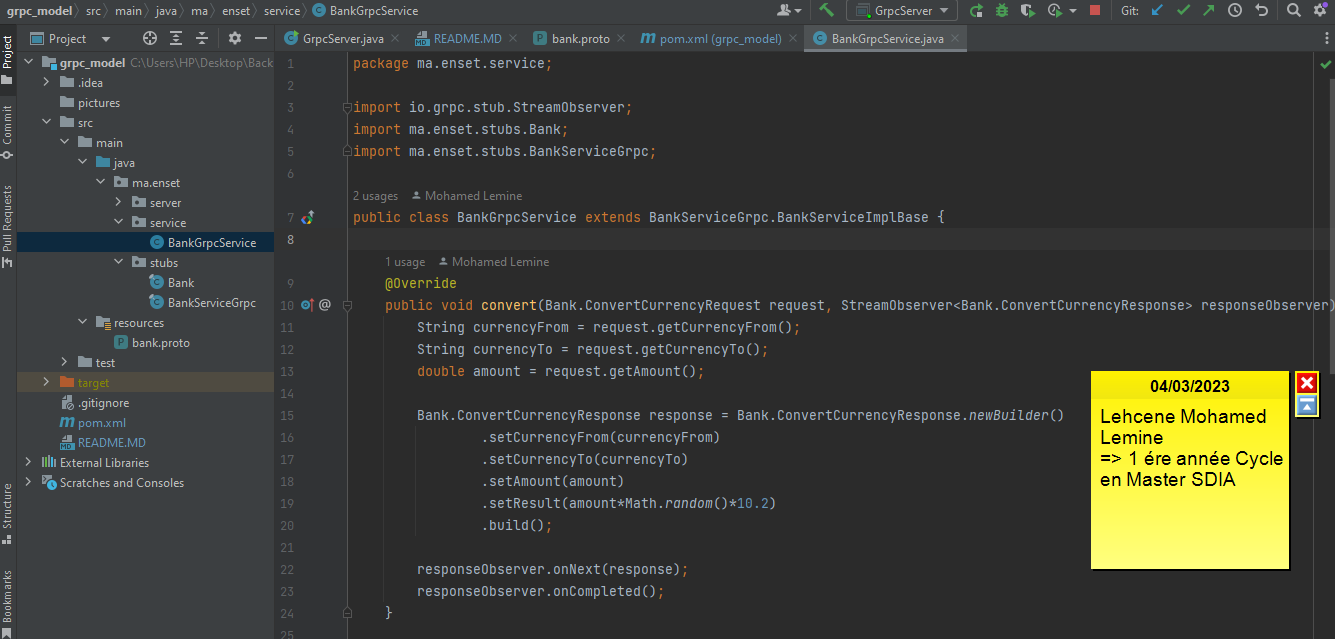 grpc_model src main java ma enset service BankGrpcService GrpcServer Git:
Project
GrpcServer.java README.MD bank.proto pom.xml (grpc_model) BankGrpcService.java
Project
Commit
Pull Requests
Structure
Bookmarks
grpc_model C:\Users\HP\Desktop\Back
.idea
pictures
src
main
java
ma.enset
server
service
BankGrpcService
stubs
Bank
BankServiceGrpc
resources
bank.proto
test
target
.gitignore
pom.xml
README.MD
External Libraries
Scratches and Consoles
1 package ma.enset.service;
2
3 import io.grpc.stub.StreamObserver;
4 import ma.enset.stubs.Bank;
5 import ma.enset.stubs.BankServiceGrpc;
6
2 usages Mohamed Lemine
7 public class BankGrpcService extends BankServiceGrpc.BankServiceImplBase {
8
1 usage Mohamed Lemine
9 @Override
10 @ public void convert(Bank.ConvertCurrencyRequest request, StreamObserver<Bank.ConvertCurrencyResponse> responseObserver)
11 String currencyFrom = request.getCurrencyFrom();
12 String currencyTo = request.getCurrencyTo();
13 double amount = request.getAmount();
14
15 Bank.ConvertCurrencyResponse response = Bank.ConvertCurrencyResponse.newBuilder()
16 .setCurrencyFrom(currencyFrom)
17 .setCurrencyTo(currencyTo)
18 .setAmount(amount)
19 .setResult(amount*Math.random()*10.2)
20 .build();
21
22 responseObserver.onNext(response);
23 responseObserver.onCompleted();
24 }
25
04/03/2023
Lehcene Mohamed
Lemine
=> 1 ére année Cycle
en Master SDIA